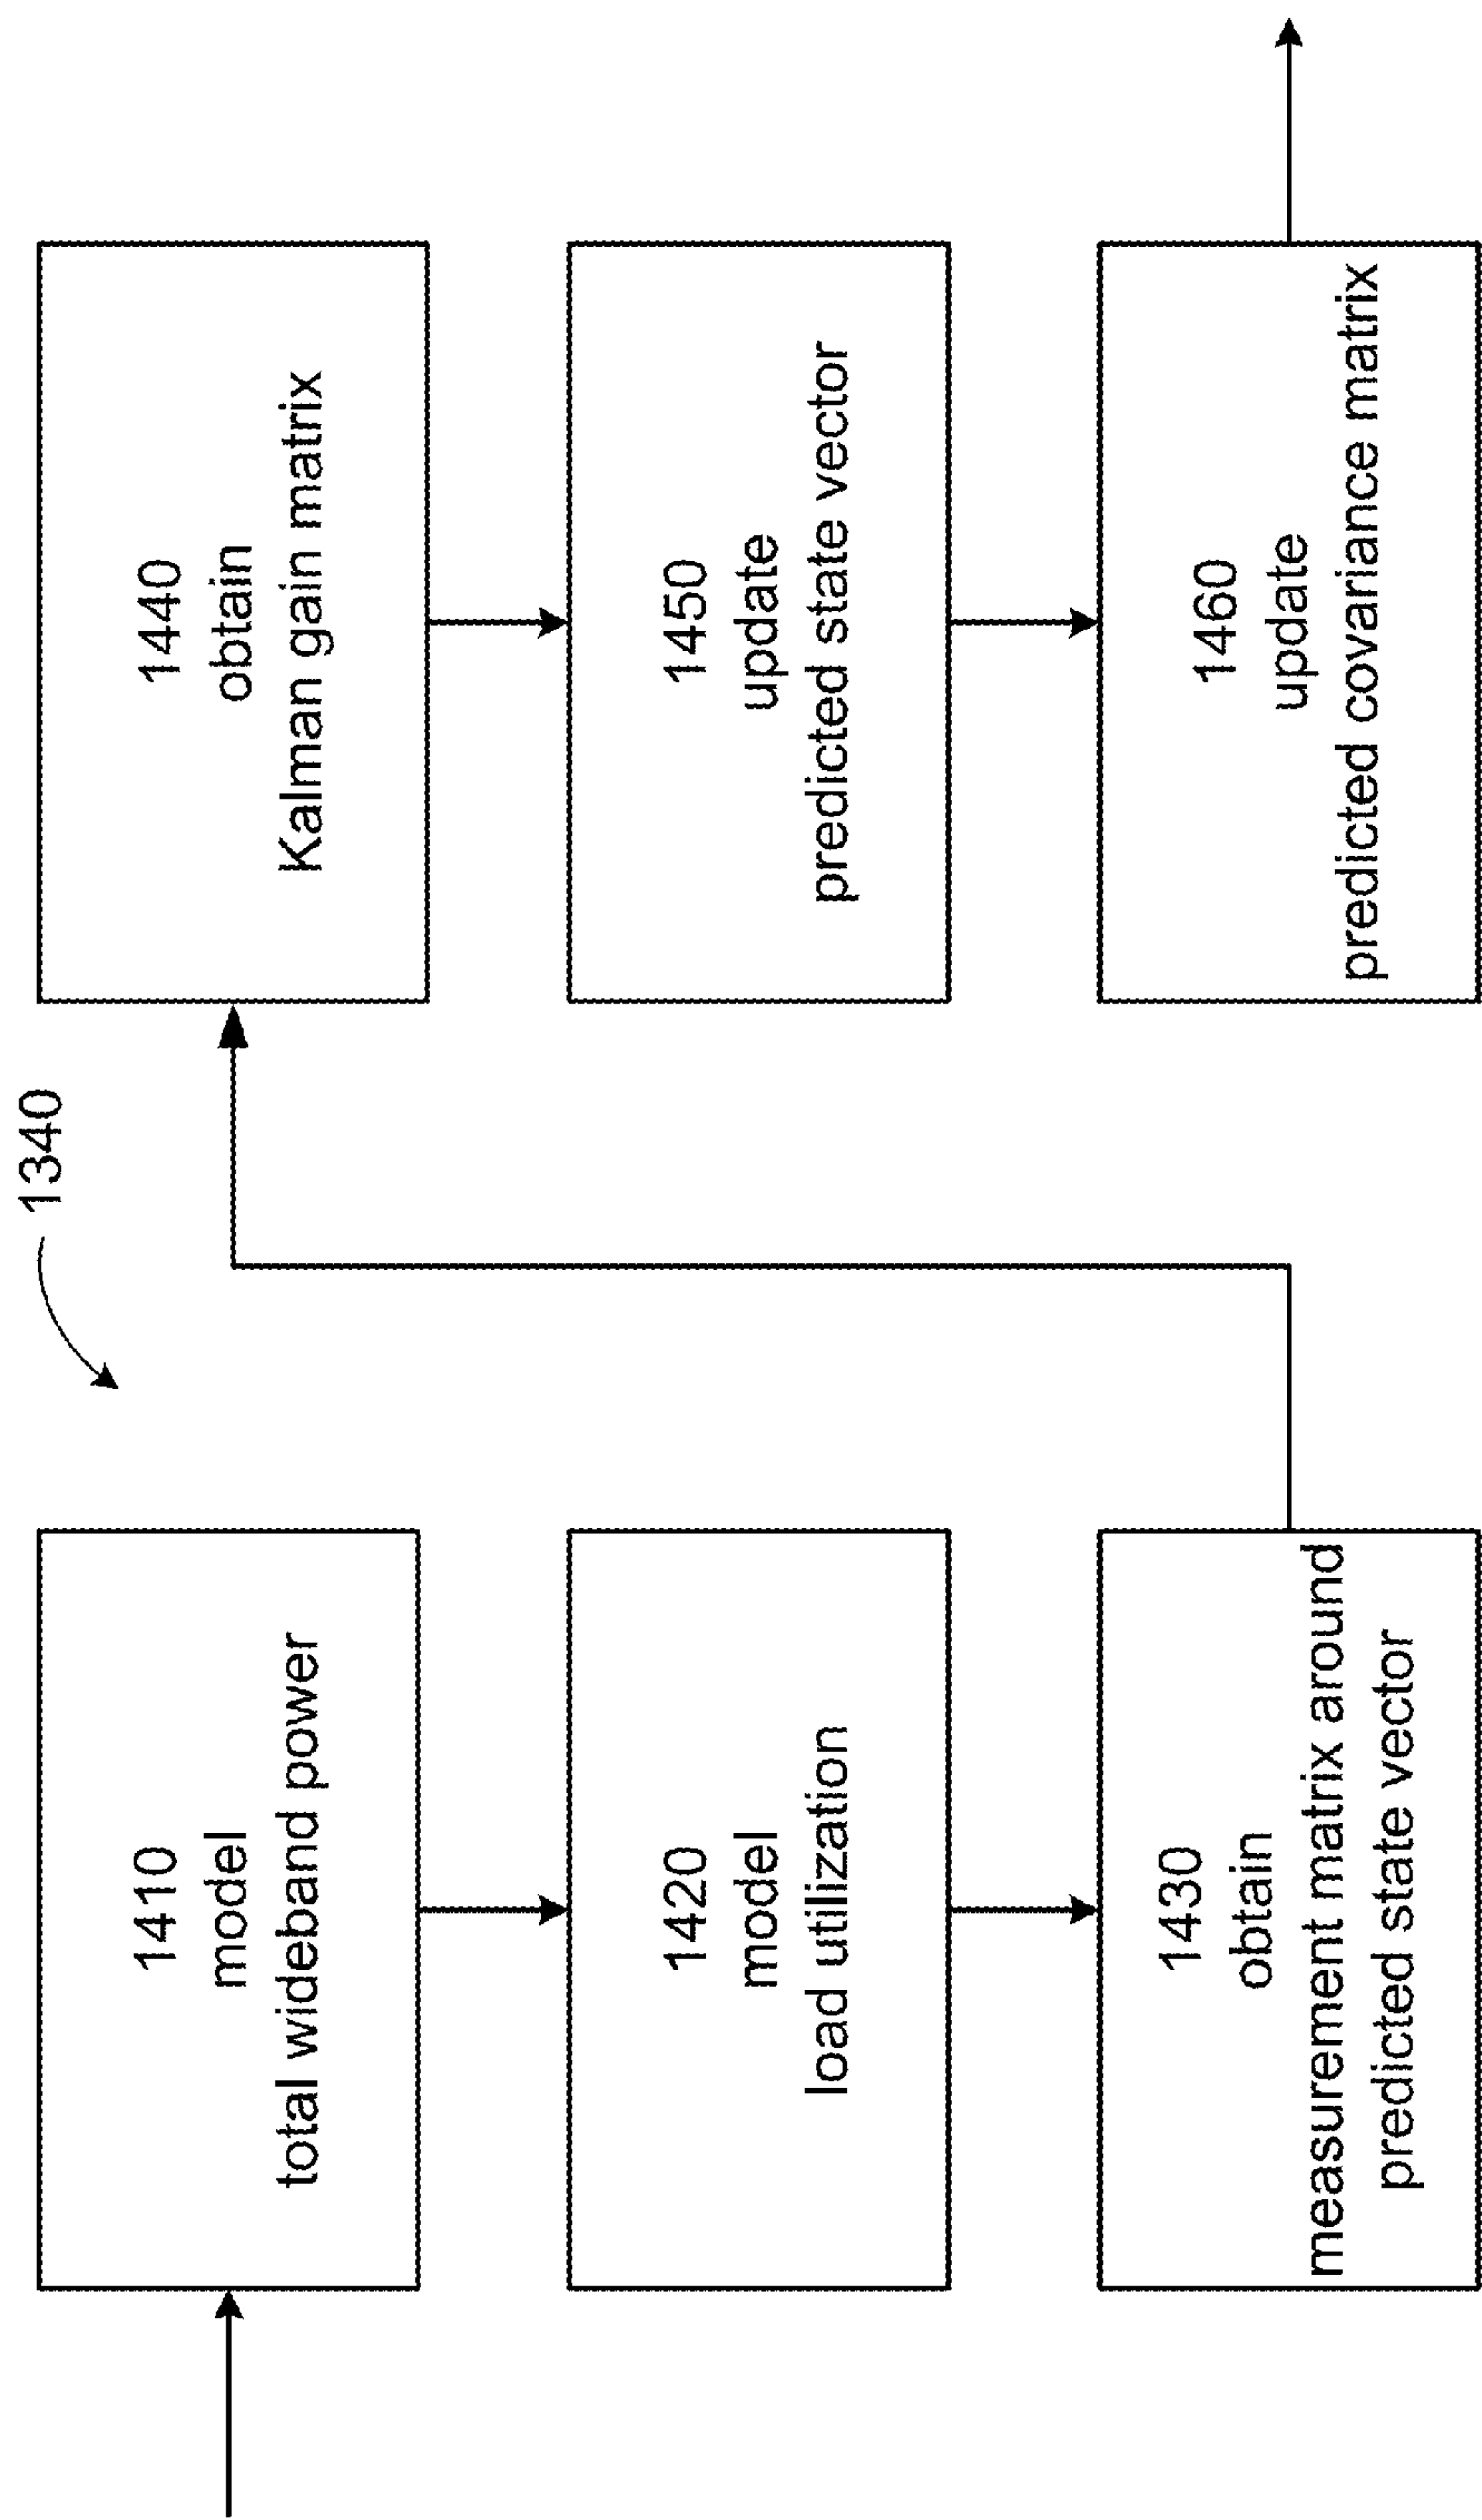 1340
1410
model
total wideband power
1420
model
load utilization
1430
obtain
measurement matrix around
predicted state vector
1440
obtain
Kalman gain matrix
1450
update
predicted state vector
1460
update
predicted covariance matrix